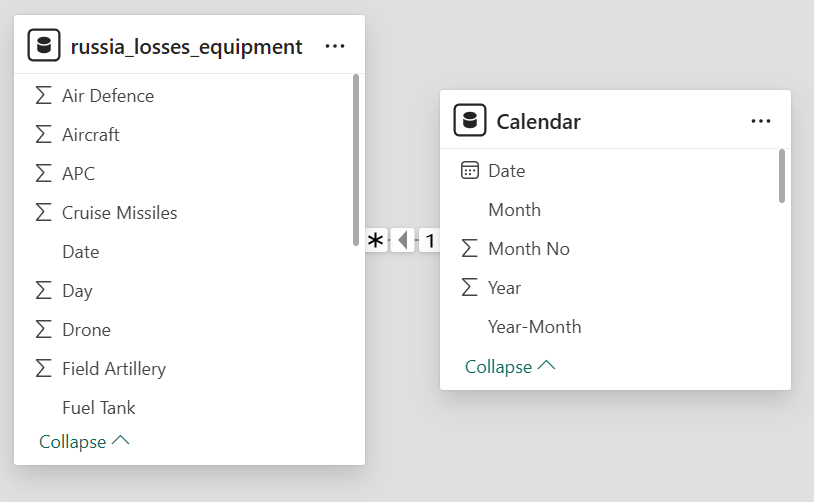 russia_losses_equipment ...
Air Defence
Aircraft
APC
Cruise Missiles
Date
Day
Drone
Field Artillery
Fuel Tank
Collapse
* 1
Calendar ...
Date
Month
Month No
Year
Year-Month
Collapse